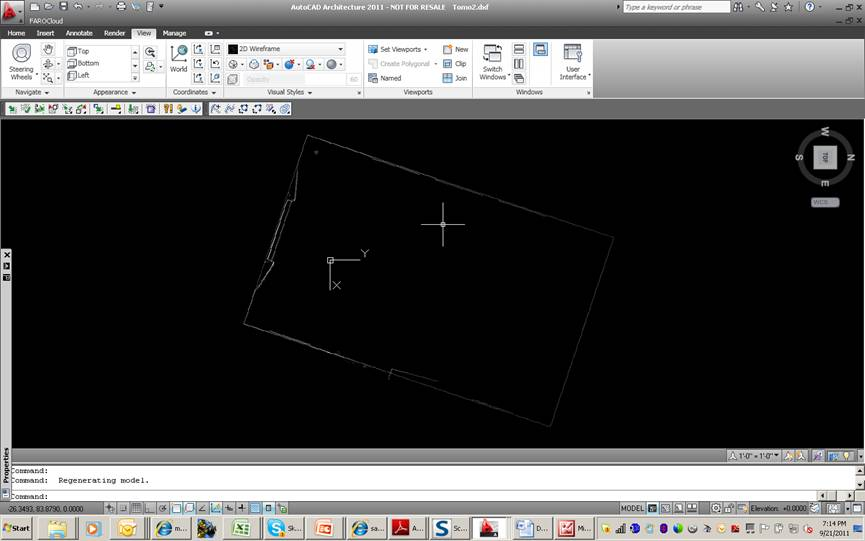 AutoCAD Architecture 2011 - NOT FOR RESALE Tomo2.dxf
Type a keyword or phrase
FAROCloud
Home Insert Annotate Render View Manage
Steering Wheels
Top
Bottom
Left
World
2D Wireframe
Opacity 60
Set Viewports
Create Polygonal
Named
New
Clip
Join
Switch Windows
User Interface
Navigate Appearance Coordinates Visual Styles Viewports Windows
W
S TOP N
E
WCS
Y
X
Properties
1'-0" = 1'-0"
Command:
Command: Regenerating model.
Command:
-26.3493, 83.8790, 0.0000
MODEL
Elevation: +0.0000
Start
m...
Sk...
sa...
A...
Sc...
D...
Mi...
7:14 PM
9/21/2011